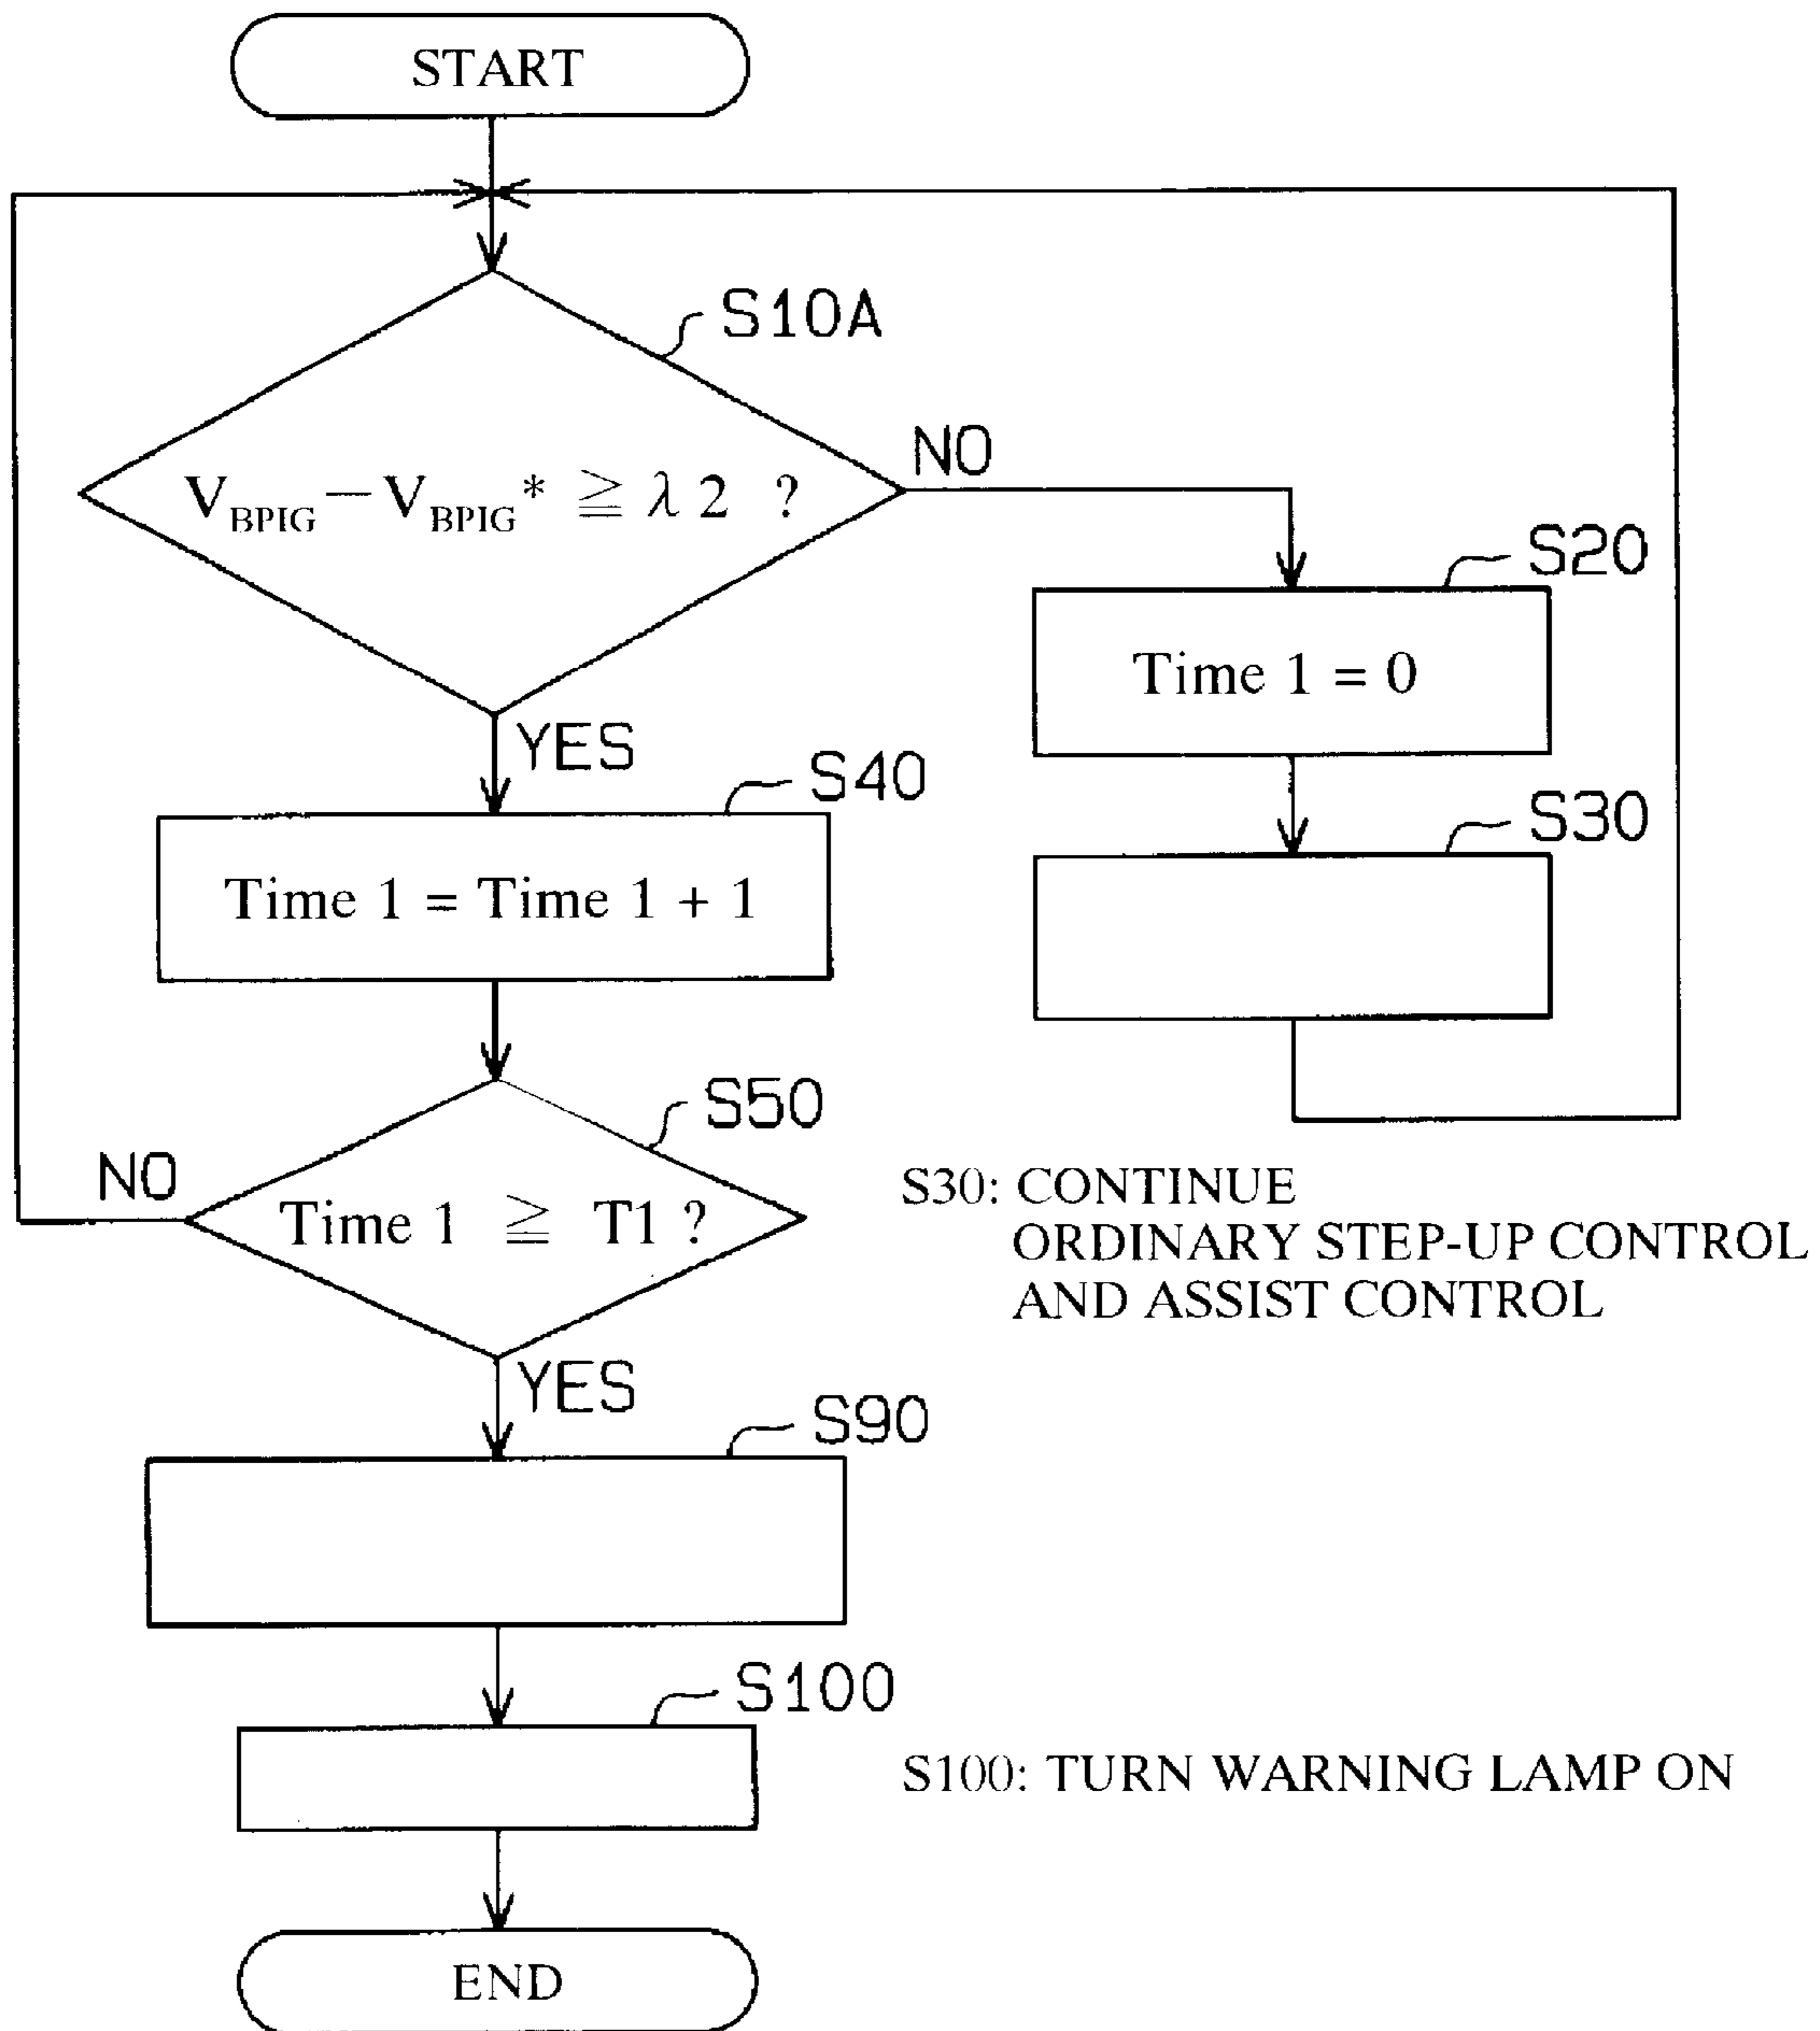 START
S10A
V_BPIG − V_BPIG* ≧ λ 2 ?
NO
S20
Time 1 = 0
YES
S40
S30
Time 1 = Time 1 + 1
S50
NO
Time 1 ≧ T1 ?
S30: CONTINUE
ORDINARY STEP-UP CONTROL
AND ASSIST CONTROL
YES
S90
S100
S100: TURN WARNING LAMP ON
END